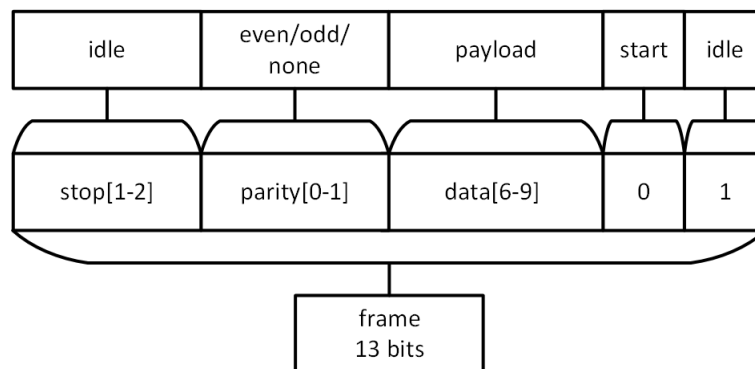 idle
even/odd/
none
payload
start
idle
stop[1-2]
parity[0-1]
data[6-9]
0
1
frame
13 bits